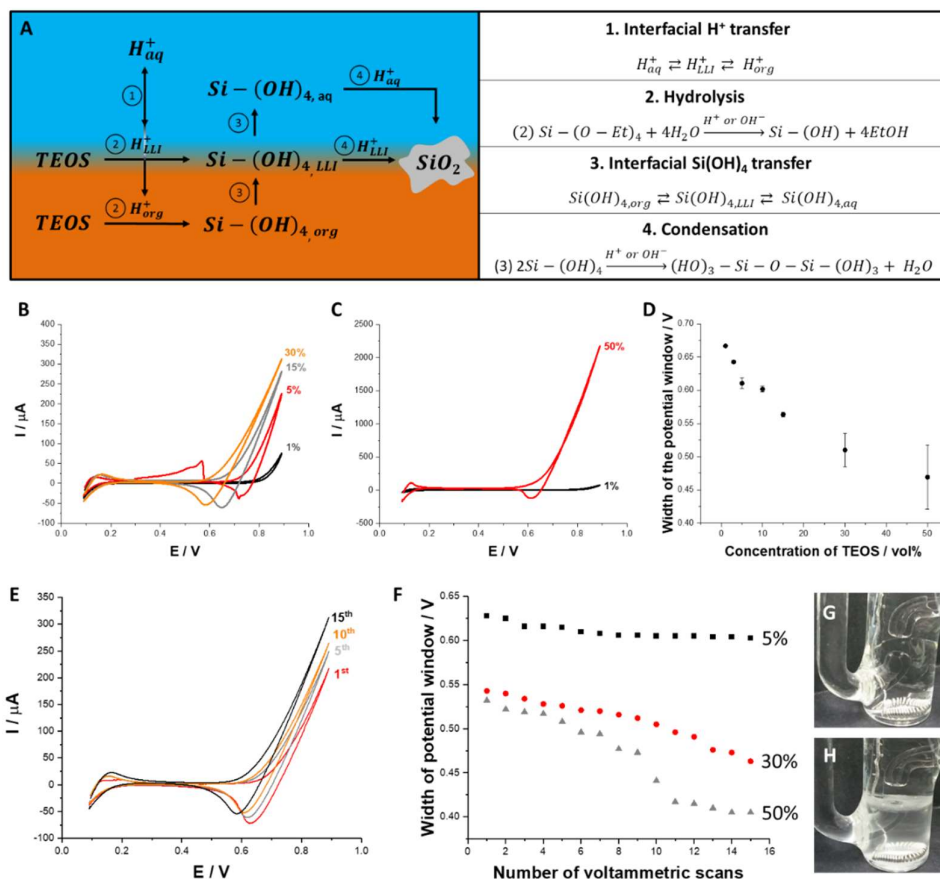 A
H⁺aq
① 
④ H⁺aq
Si − (OH)4, aq
③
② H⁺LLI
④ H⁺LLI
TEOS
Si − (OH)4, LLI
SiO₂
③
② H⁺org
TEOS
Si − (OH)4, org
1. Interfacial H⁺ transfer
H⁺aq ⇄ H⁺LLI ⇄ H⁺org
2. Hydrolysis
(2) Si − (O − Et)4 + 4H2O H⁺ or OH⁻ → Si − (OH) + 4EtOH
3. Interfacial Si(OH)4 transfer
Si(OH)4,org ⇄ Si(OH)4,LLI ⇄ Si(OH)4,aq
4. Condensation
(3) 2Si − (OH)4 H⁺ or OH⁻ → (HO)3 − Si − O − Si − (OH)3 + H2O
B
400
350
300
250
200
150
100
50
0
-50
-100
I / µA
30%
15%
5%
1%
0.0 0.2 0.4 0.6 0.8 1.0
E / V
C
2500
2000
1500
1000
500
0
-500
I / µA
50%
1%
0.0 0.2 0.4 0.6 0.8 1.0
E / V
D
0.70
0.65
0.60
0.55
0.50
0.45
0.40
Width of the potential window / V
0 10 20 30 40 50
Concentration of TEOS / vol%
E
350
300
250
200
150
100
50
0
-50
-100
I / µA
15th
10th
5th
1st
0.0 0.2 0.4 0.6 0.8 1.0
E / V
F
0.65
0.60
0.55
0.50
0.45
0.40
Width of potential window / V
5%
30%
50%
0 2 4 6 8 10 12 14 16
Number of voltammetric scans
G
H